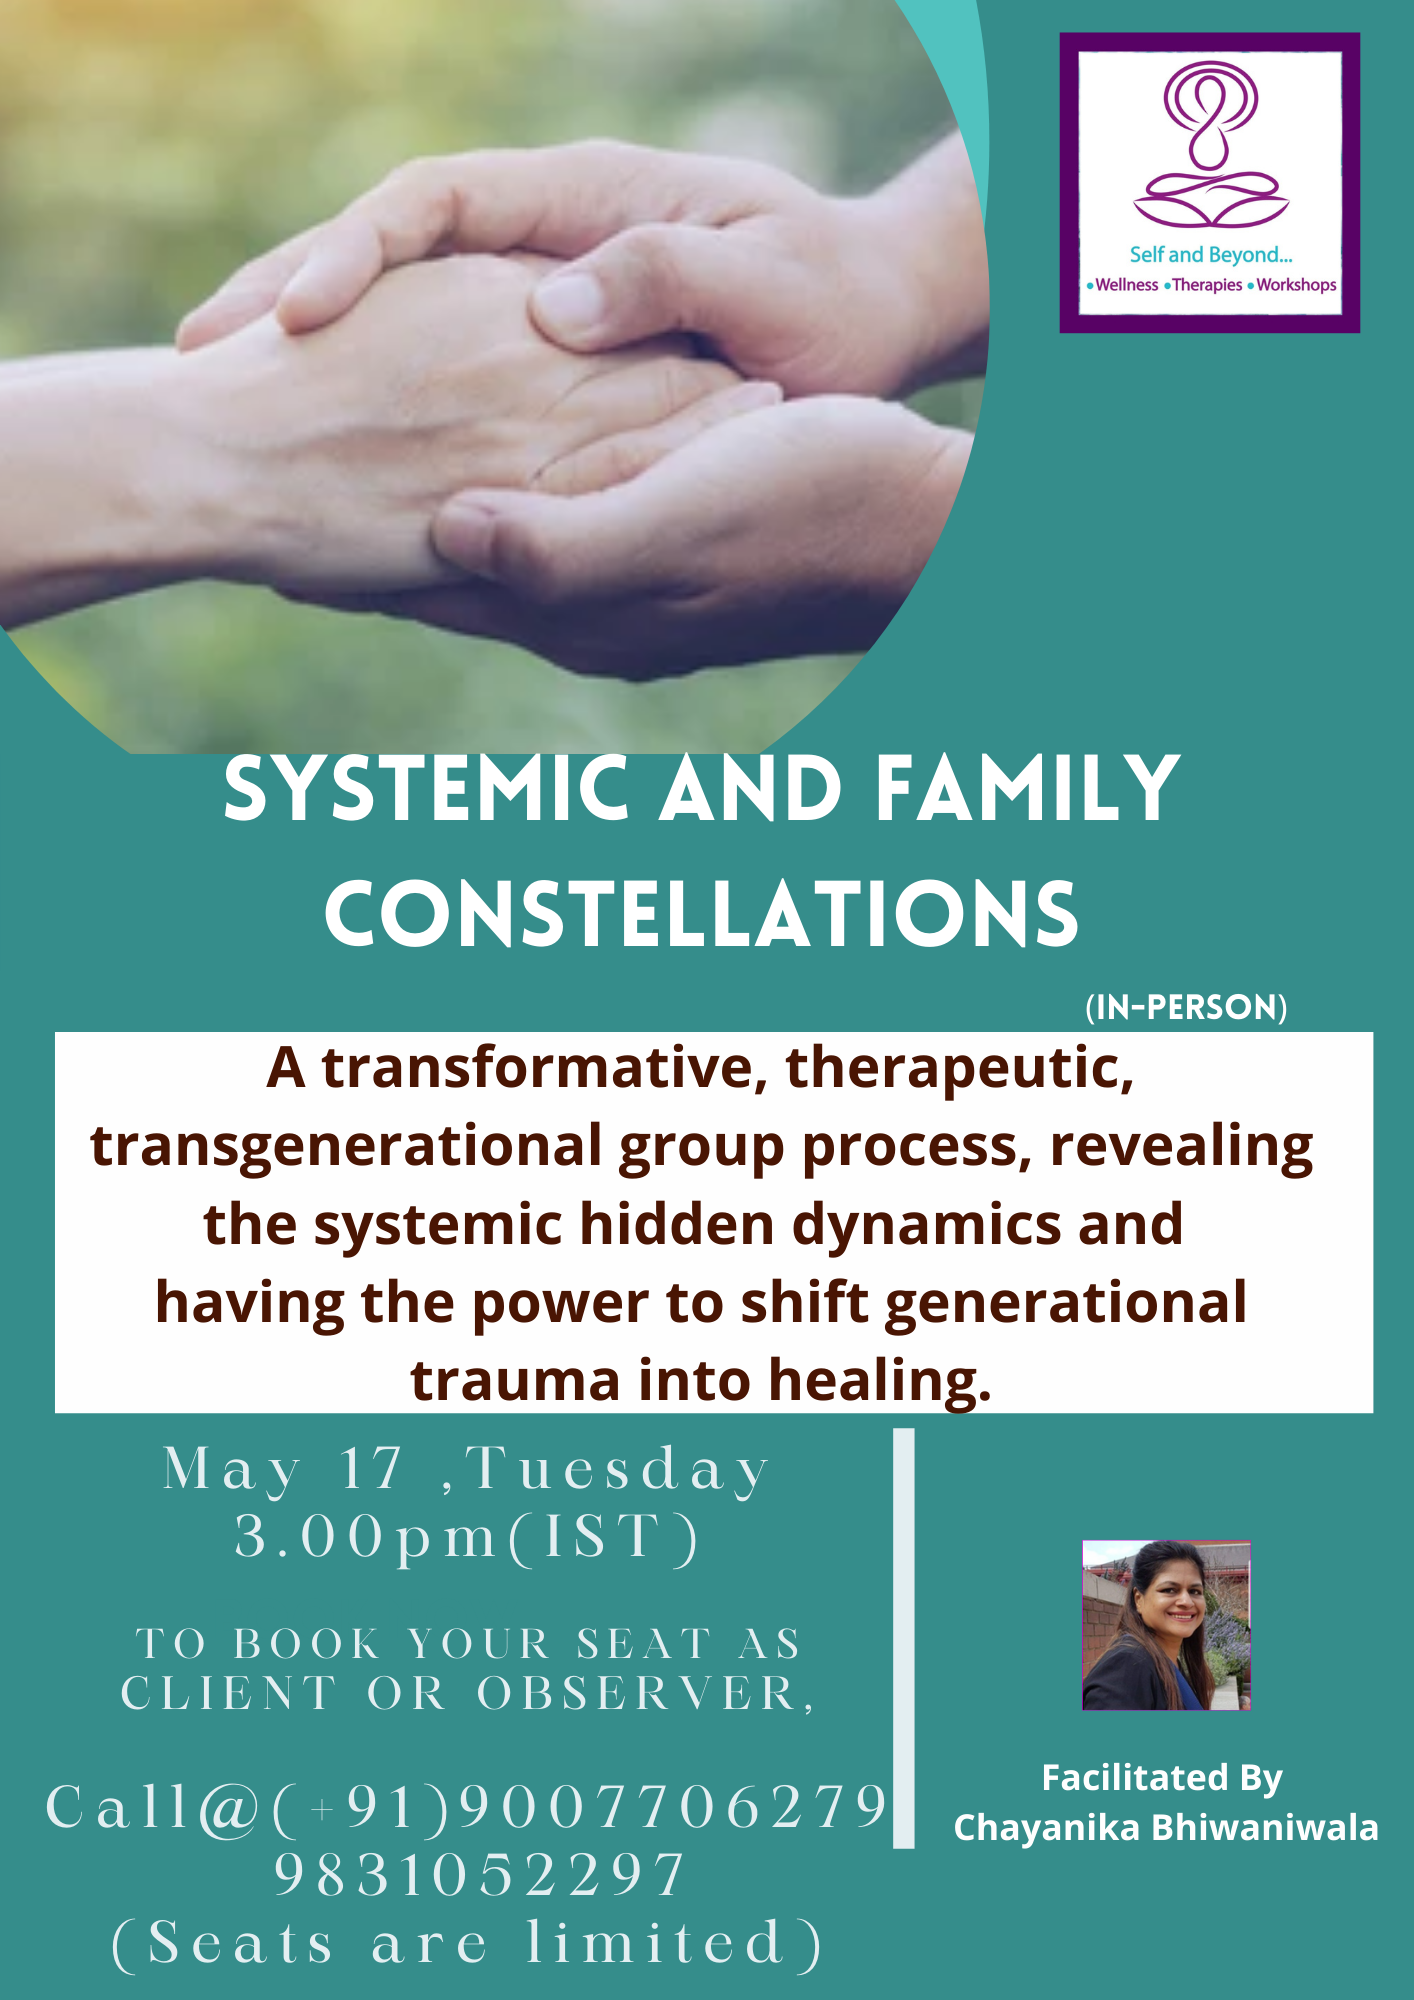 Self and Beyond...
•Wellness •Therapies •Workshops
SYSTEMIC AND FAMILY
CONSTELLATIONS
(IN-PERSON)
A transformative, therapeutic,
transgenerational group process, revealing
the systemic hidden dynamics and
having the power to shift generational
trauma into healing.
May 17 ,Tuesday
3.00pm(IST)
TO BOOK YOUR SEAT AS
CLIENT OR OBSERVER,
Call@(+91)9007706279
9831052297
(Seats are limited)
Facilitated By
Chayanika Bhiwaniwala